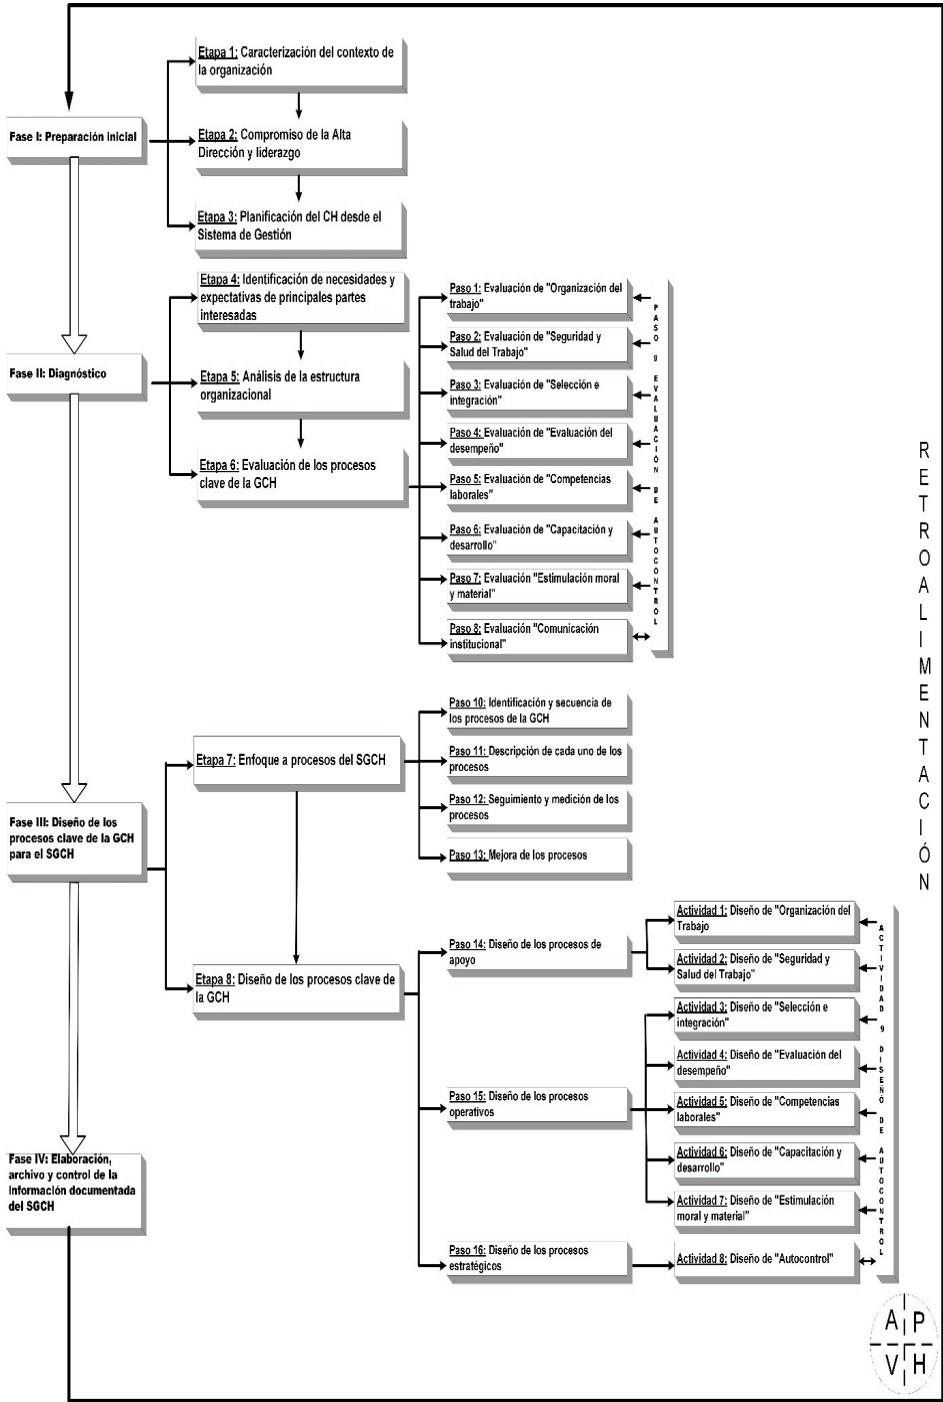 Fase I: Preparación inicial
Etapa 1: Caracterización del contexto de
la organización
Etapa 2: Compromiso de la Alta
Dirección y liderazgo
Etapa 3: Planificación del CH desde el
Sistema de Gestión
Fase II: Diagnóstico
Etapa 4: Identificación de necesidades y
expectativas de principales partes
interesadas
Etapa 5: Análisis de la estructura
organizacional
Etapa 6: Evaluación de los procesos
clave de la GCH
Paso 1: Evaluación de "Organización del
trabajo"
Paso 2: Evaluación de "Seguridad y
Salud del Trabajo"
Paso 3: Evaluación de "Selección e
integración"
Paso 4: Evaluación de "Evaluación del
desempeño"
Paso 5: Evaluación de "Competencias
laborales"
Paso 6: Evaluación de "Capacitación y
desarrollo"
Paso 7: Evaluación "Estimulación moral
y material"
Paso 8: Evaluación "Comunicación
institucional"
PASO 9 EVALUACIÓN DE AUTOCONTROL
Fase III: Diseño de los
procesos clave de la GCH
para el SGCH
Etapa 7: Enfoque a procesos del SGCH
Paso 10: Identificación y secuencia de
los procesos de la GCH
Paso 11: Descripción de cada uno de los
procesos
Paso 12: Seguimiento y medición de los
procesos
Paso 13: Mejora de los procesos
Etapa 8: Diseño de los procesos clave de
la GCH
Paso 14: Diseño de los procesos de
apoyo
Actividad 1: Diseño de "Organización del
Trabajo
Actividad 2: Diseño de "Seguridad y
Salud del Trabajo"
Paso 15: Diseño de los procesos
operativos
Actividad 3: Diseño de "Selección e
integración"
Actividad 4: Diseño de "Evaluación del
desempeño"
Actividad 5: Diseño de "Competencias
laborales"
Actividad 6: Diseño de "Capacitación y
desarrollo"
Actividad 7: Diseño de "Estimulación
moral y material"
Paso 16: Diseño de los procesos
estratégicos
Actividad 8: Diseño de "Autocontrol"
ACTIVIDAD 9 DISEÑO DE AUTOCONTROL
Fase IV: Elaboración,
archivo y control de la
información documentada
del SGCH
RETROALIMENTACIÓN
A P
V H